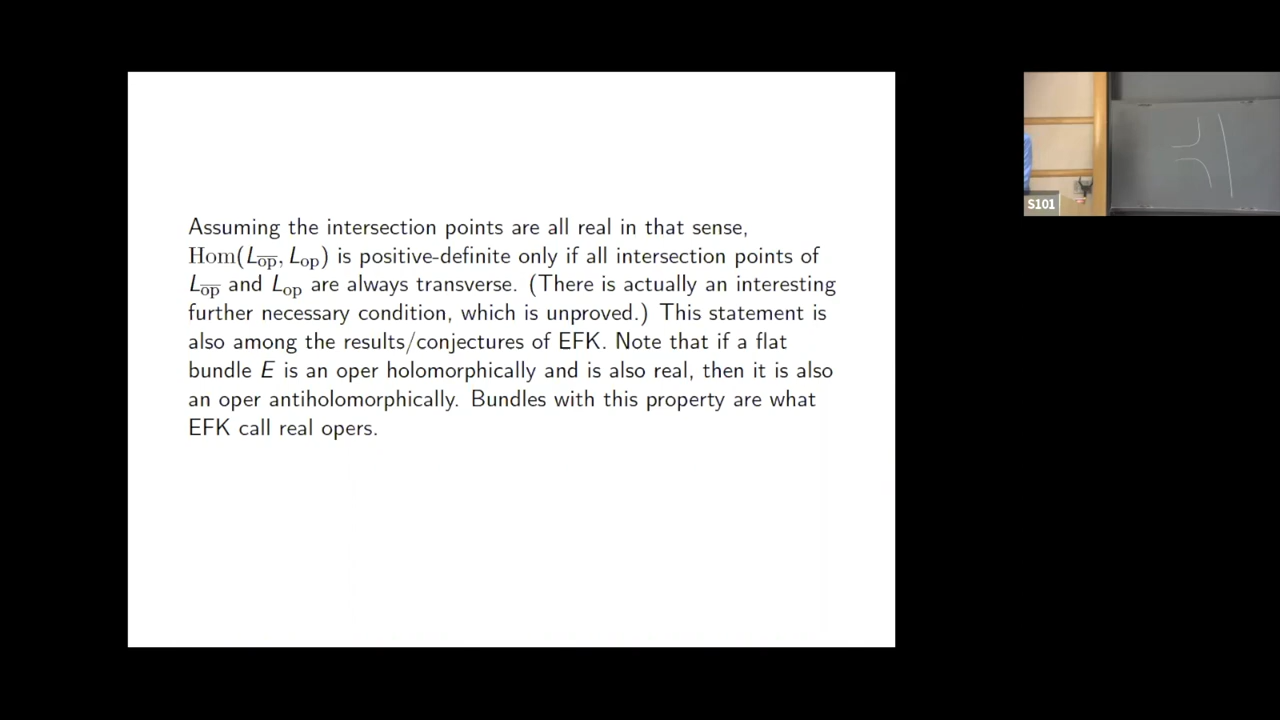 Assuming the intersection points are all real in that sense,
Hom(L_{\overline{op}}, L_{op}) is positive-definite only if all intersection points of
L_{\overline{op}} and L_{op} are always transverse. (There is actually an interesting
further necessary condition, which is unproved.) This statement is
also among the results/conjectures of EFK. Note that if a flat
bundle E is an oper holomorphically and is also real, then it is also
an oper antiholomorphically. Bundles with this property are what
EFK call real opers.
S101